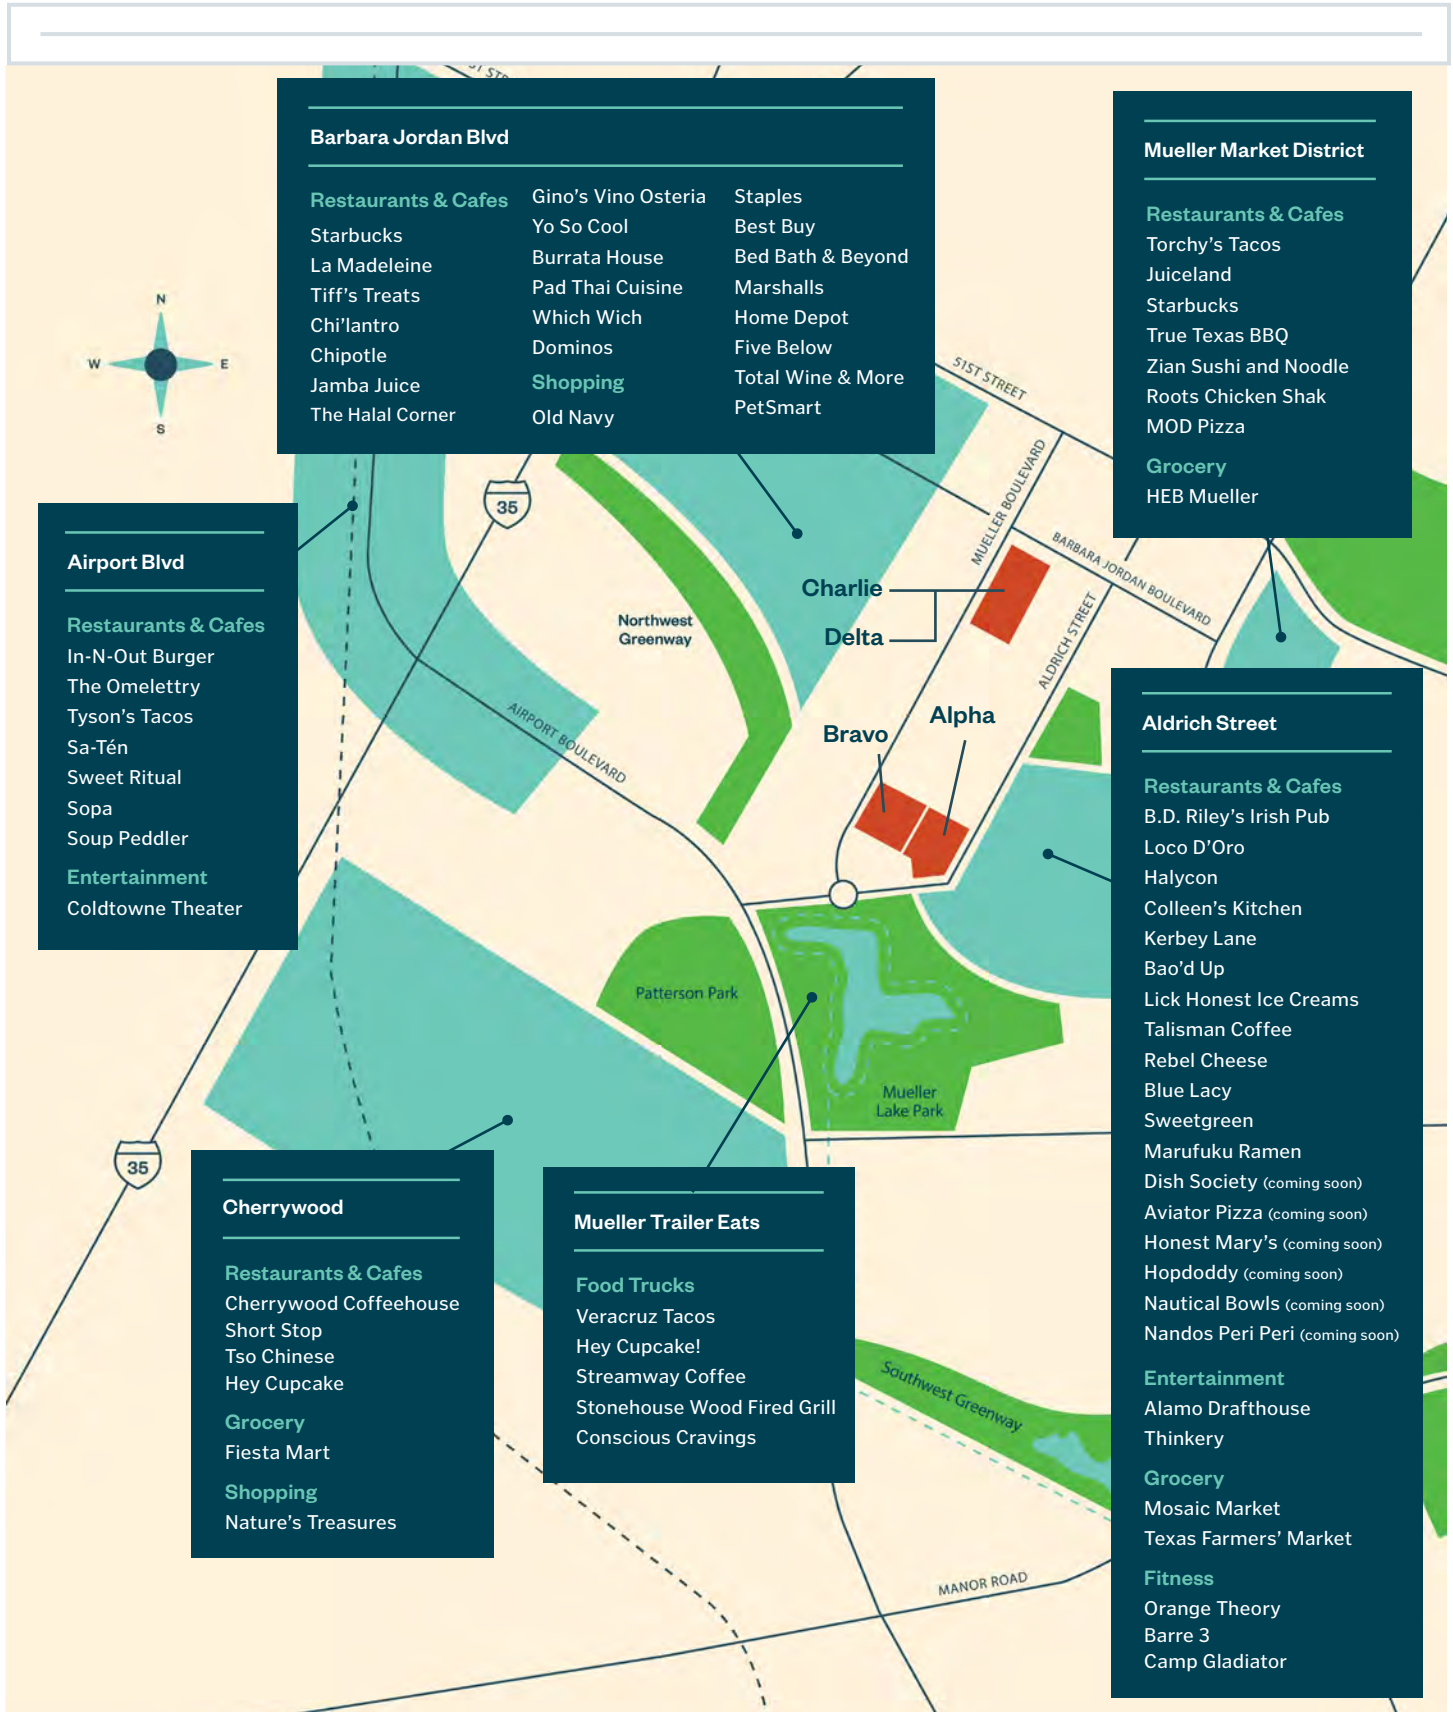 Barbara Jordan Blvd
Restaurants & Cafes
Starbucks
La Madeleine
Tiff's Treats
Chi'lantro
Chipotle
Jamba Juice
The Halal Corner
Gino's Vino Osteria
Yo So Cool
Burrata House
Pad Thai Cuisine
Which Wich
Dominos
Shopping
Old Navy
Staples
Best Buy
Bed Bath & Beyond
Marshalls
Home Depot
Five Below
Total Wine & More
PetSmart
Mueller Market District
Restaurants & Cafes
Torchy's Tacos
Juiceland
Starbucks
True Texas BBQ
Zian Sushi and Noodle
Roots Chicken Shak
MOD Pizza
Grocery
HEB Mueller
N
W
E
S
51ST STREET
MUELLER BOULEVARD
BARBARA JORDAN BOULEVARD
ALDRICH STREET
35
Airport Blvd
Restaurants & Cafes
In-N-Out Burger
The Omelettry
Tyson's Tacos
Sa-Tén
Sweet Ritual
Sopa
Soup Peddler
Entertainment
Coldtowne Theater
Northwest
Greenway
AIRPORT BOULEVARD
Charlie
Delta
Bravo
Alpha
Aldrich Street
Restaurants & Cafes
B.D. Riley's Irish Pub
Loco D'Oro
Halycon
Colleen's Kitchen
Kerbey Lane
Bao'd Up
Lick Honest Ice Creams
Talisman Coffee
Rebel Cheese
Blue Lacy
Sweetgreen
Marufuku Ramen
Dish Society (coming soon)
Aviator Pizza (coming soon)
Honest Mary's (coming soon)
Hopdoddy (coming soon)
Nautical Bowls (coming soon)
Nandos Peri Peri (coming soon)
Entertainment
Alamo Drafthouse
Thinkery
Grocery
Mosaic Market
Texas Farmers' Market
Fitness
Orange Theory
Barre 3
Camp Gladiator
Patterson Park
Mueller
Lake Park
35
Cherrywood
Restaurants & Cafes
Cherrywood Coffeehouse
Short Stop
Tso Chinese
Hey Cupcake
Grocery
Fiesta Mart
Shopping
Nature's Treasures
Mueller Trailer Eats
Food Trucks
Veracruz Tacos
Hey Cupcake!
Streamway Coffee
Stonehouse Wood Fired Grill
Conscious Cravings
Southwest Greenway
MANOR ROAD